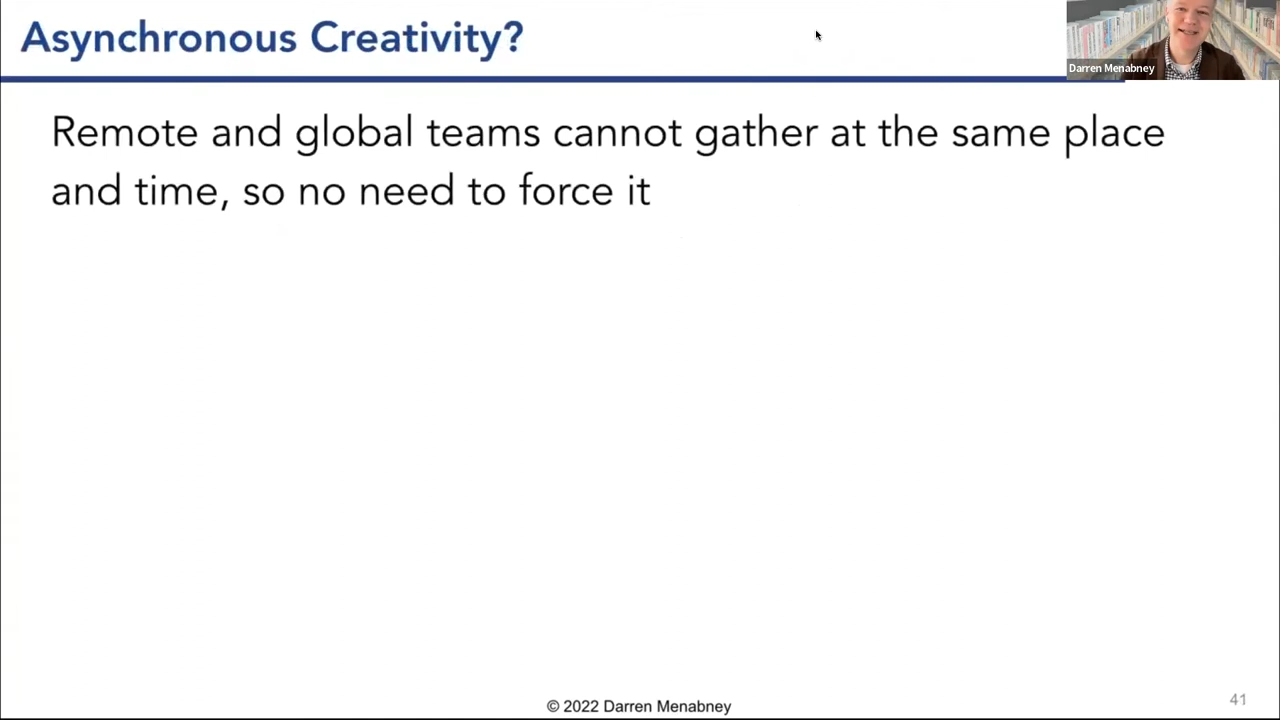 Asynchronous Creativity?
Darren Menabney
Remote and global teams cannot gather at the same place
and time, so no need to force it
© 2022 Darren Menabney
41